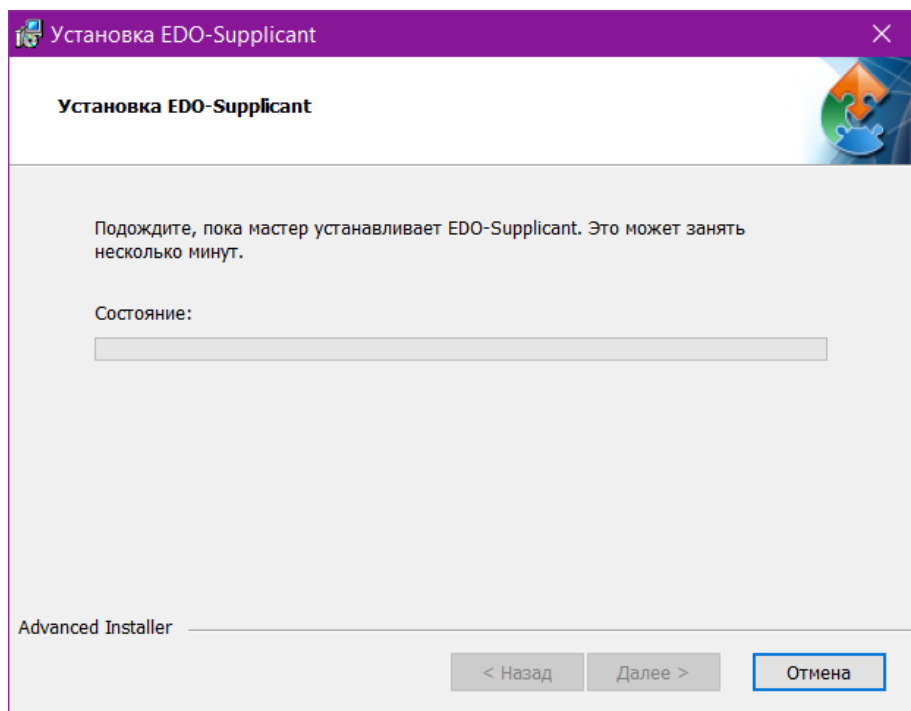 Установка EDO-Supplicant
Установка EDO-Supplicant
Подождите, пока мастер устанавливает EDO-Supplicant. Это может занять
несколько минут.
Состояние:
Advanced Installer
< Назад
Далее >
Отмена